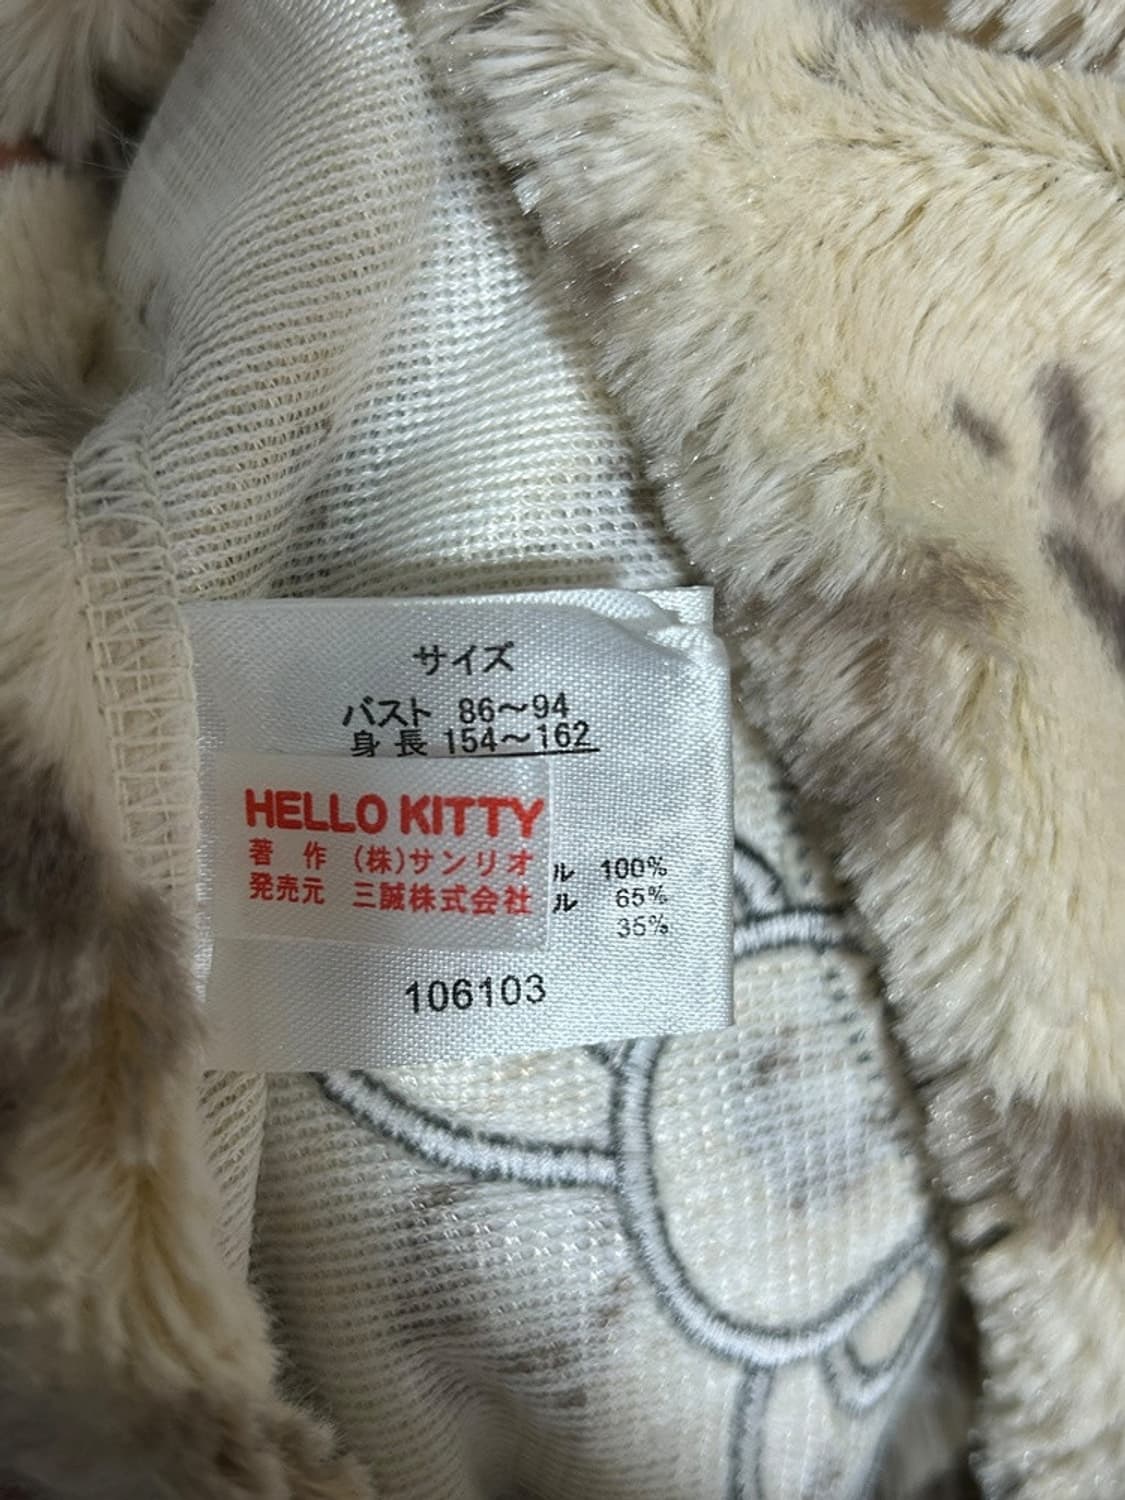 サイズ
バスト 86〜94
身長 154〜162
HELLO KITTY
著 作 (株)サンリオ
発売元 三誠株式会社
ル 100%
ル 65%
35%
106103